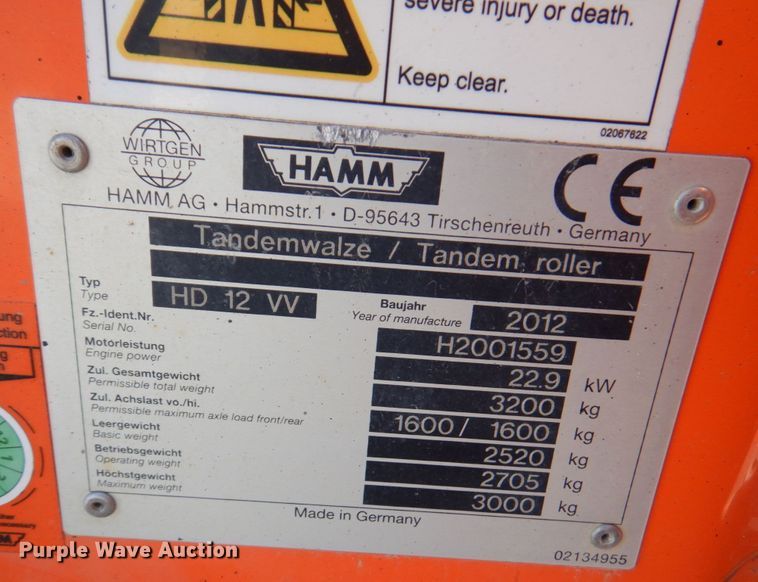 severe injury or death.
Keep clear.
02067622
WIRTGEN
GROUP
HAMM
CE
HAMM AG · Hammstr.1 · D-95643 Tirschenreuth · Germany
Tandemwalze / Tandem roller
Typ
Type
HD 12 VV
Baujahr
Year of manufacture
2012
Fz.-Ident.Nr.
Serial No.
H2001559
Motorleistung
Engine power
22.9 kW
Zul. Gesamtgewicht
Permissible total weight
3200 kg
Zul. Achslast vo./hi.
Permissible maximum axle load front/rear
1600 / 1600 kg
Leergewicht
Basic weight
2520 kg
Betriebsgewicht
Operating weight
2705 kg
Höchstgewicht
Maximum weight
3000 kg
Made in Germany
02134955
Purple Wave Auction